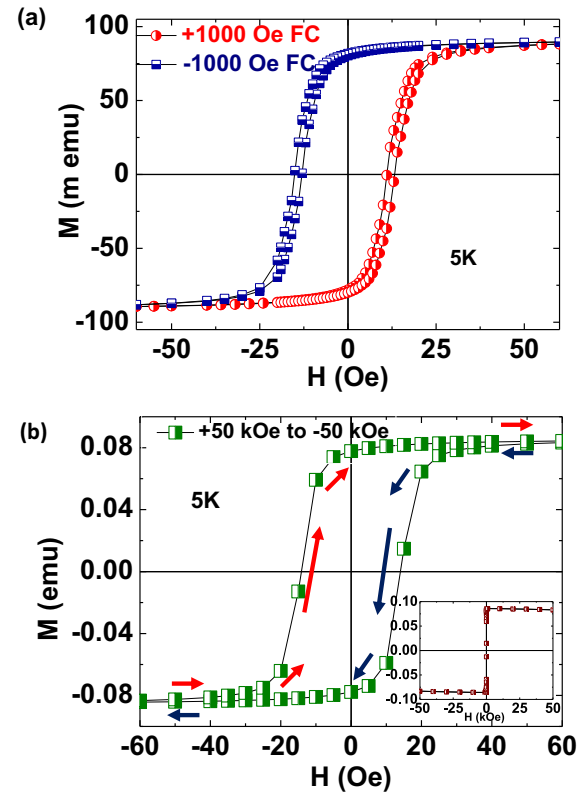 (a)
+1000 Oe FC
-1000 Oe FC
100
50
0
-50
-100
M (m emu)
5K
-50 -25 0 25 50
H (Oe)
(b)
+50 kOe to -50 kOe
0.08
0.04
0.00
-0.04
-0.08
M (emu)
5K
0.10
0.05
0.00
-0.05
-0.10
-50 -25 0 25 50
H (kOe)
-60 -40 -20 0 20 40 60
H (Oe)